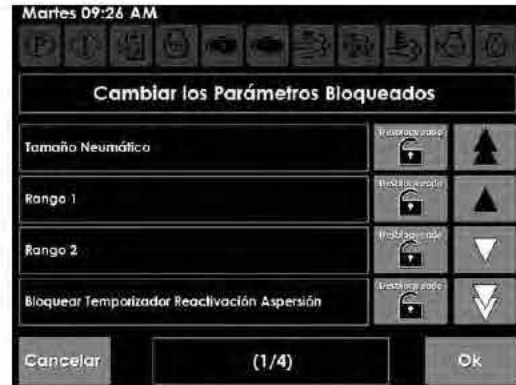 Martes 09:26 AM
Cambiar los Parámetros Bloqueados
Tamaño Neumático
Desbloqueado
Rango 1
Desbloqueado
Rango 2
Desbloqueado
Bloquear Temporizador Reactivación Aspersión
Desbloqueado
Cancelar
(1/4)
Ok